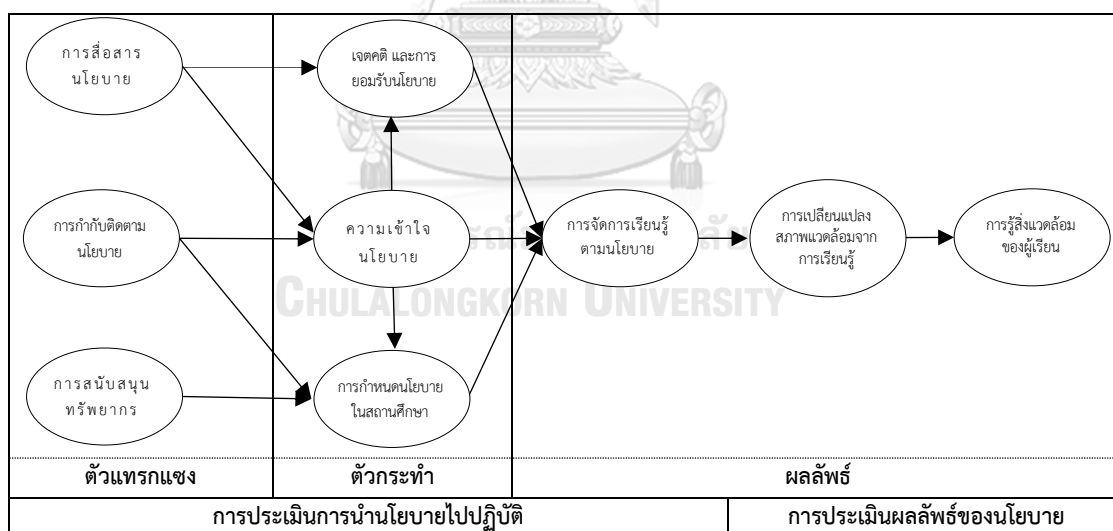 การสื่อสาร
นโยบาย
เจตคติ และการ
ยอมรับนโยบาย
การกำกับติดตาม
นโยบาย
ความเข้าใจ
นโยบาย
การจัดการเรียนรู้
ตามนโยบาย
การเปลี่ยนแปลง
สภาพแวดล้อมจาก
การเรียนรู้
การรู้สิ่งแวดล้อม
ของผู้เรียน
CHULALONGKORN UNIVERSITY
การสนับสนุน
ทรัพยากร
การกำหนดนโยบาย
ในสถานศึกษา
ตัวแทรกแซง
ตัวกระทำ
ผลลัพธ์
การประเมินการนำนโยบายไปปฏิบัติ
การประเมินผลลัพธ์ของนโยบาย